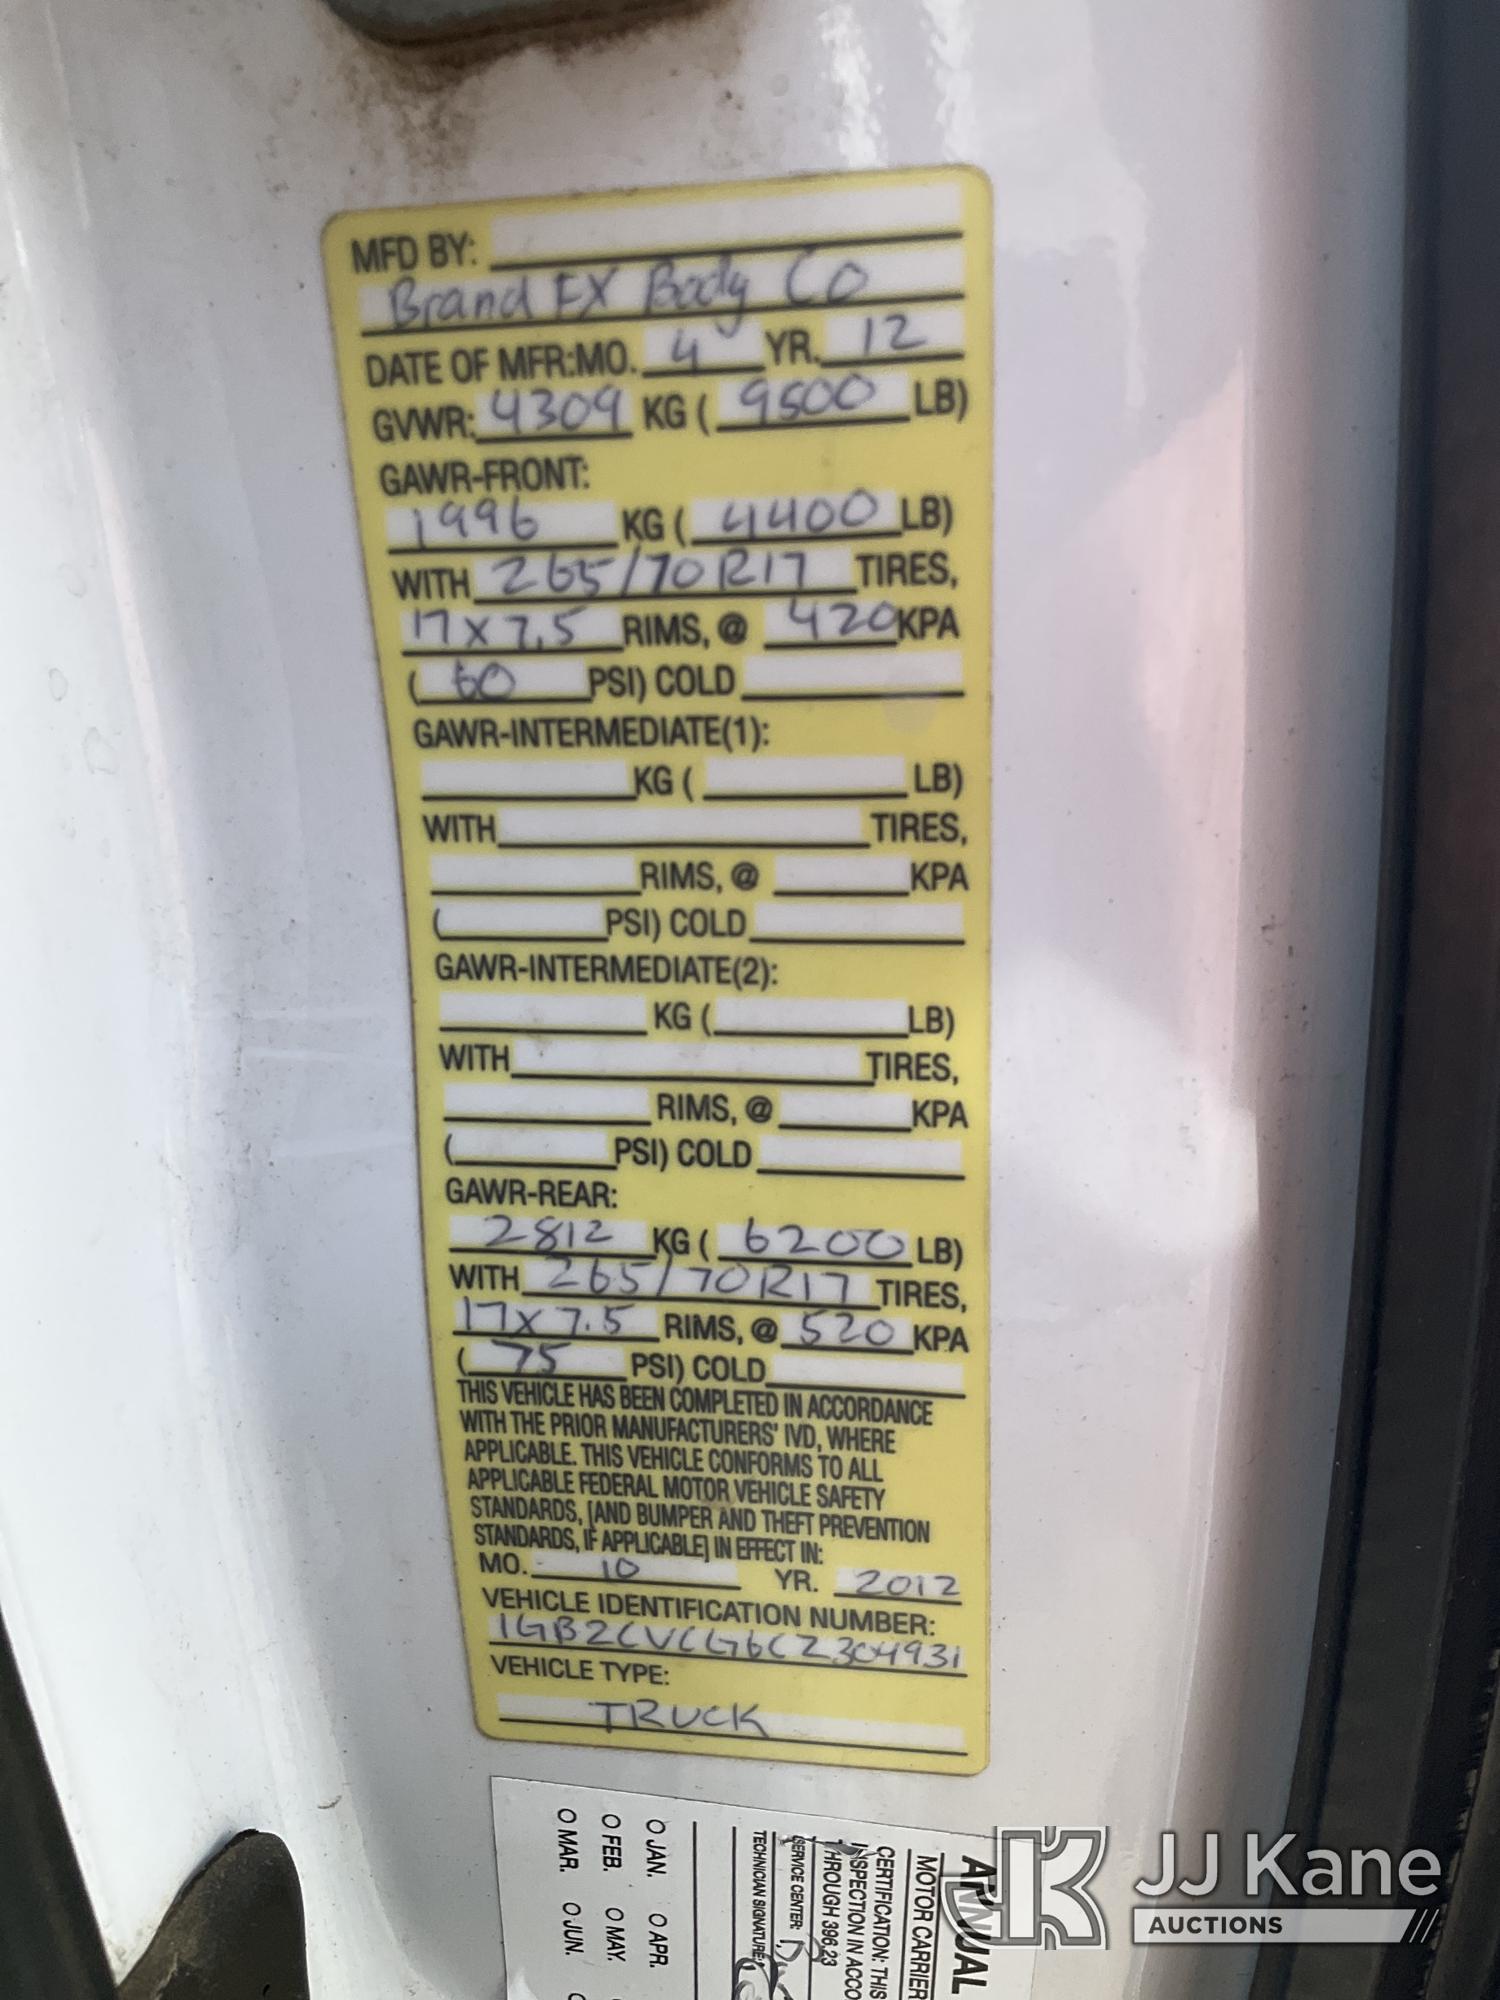 MFD BY:
Brand FX Body Co
DATE OF MFR:MO. 4 YR. 12
GVWR: 4309 KG ( 9500 LB)
GAWR-FRONT:
1996 KG ( 4400 LB)
WITH 265/70R17 TIRES,
17x7.5 RIMS, @ 420 KPA
( 60 PSI) COLD
GAWR-INTERMEDIATE(1):
KG ( LB)
WITH TIRES,
RIMS, @ KPA
( PSI) COLD
GAWR-INTERMEDIATE(2):
KG ( LB)
WITH TIRES,
RIMS, @ KPA
( PSI) COLD
GAWR-REAR:
2812 KG ( 6200 LB)
WITH 265/70R17 TIRES,
17x7.5 RIMS, @ 520 KPA
( 75 PSI) COLD
THIS VEHICLE HAS BEEN COMPLETED IN ACCORDANCE
WITH THE PRIOR MANUFACTURERS' IVD, WHERE
APPLICABLE. THIS VEHICLE CONFORMS TO ALL
APPLICABLE FEDERAL MOTOR VEHICLE SAFETY
STANDARDS, [AND BUMPER AND THEFT PREVENTION
STANDARDS, IF APPLICABLE] IN EFFECT IN:
MO. 10 YR. 2012
VEHICLE IDENTIFICATION NUMBER:
1GB2CVCG6CZ304931
VEHICLE TYPE:
TRUCK
ANNUAL
MOTOR CARRIER
CERTIFICATION: THIS
INSPECTION IN ACCO
THROUGH 396.23
SERVICE CENTER:
TECHNICIAN SIGNATURE:
O JAN. O APR.
O FEB. O MAY.
O MAR. O JUN.
JK
JJ Kane
AUCTIONS